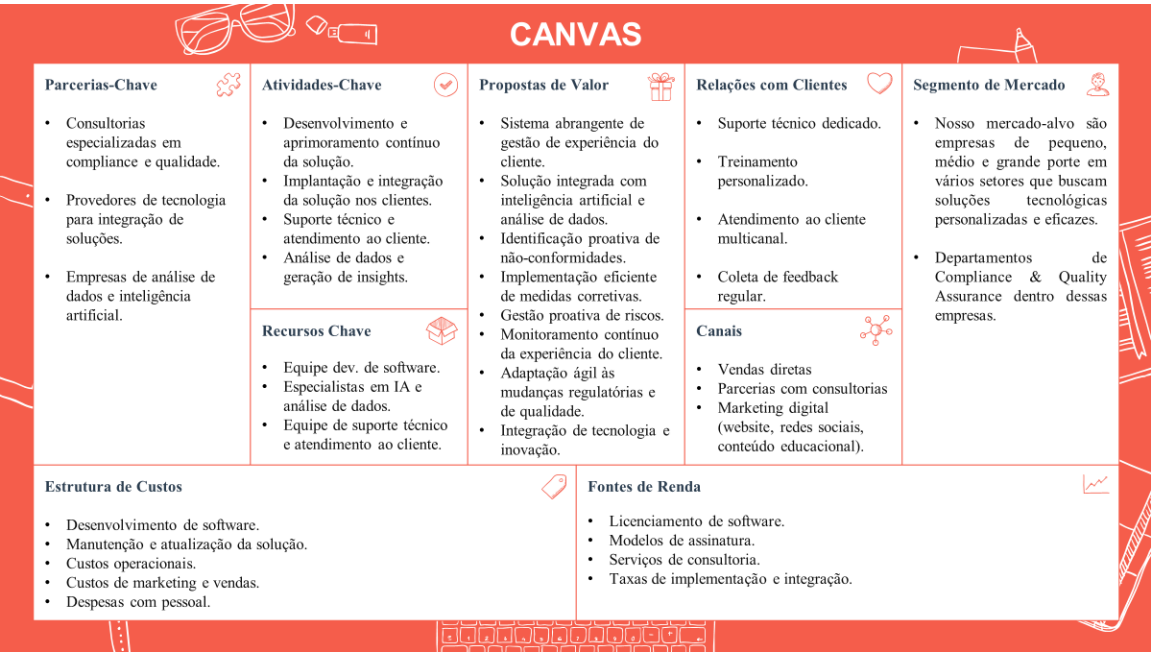 CANVAS
Parcerias-Chave
• Consultorias
especializadas em
compliance e qualidade.
• Provedores de tecnologia
para integração de
soluções.
• Empresas de análise de
dados e inteligência
artificial.
Atividades-Chave
• Desenvolvimento e
aprimoramento contínuo
da solução.
• Implantação e integração
da solução nos clientes.
• Suporte técnico e
atendimento ao cliente.
• Análise de dados e
geração de insights.
Recursos Chave
• Equipe dev. de software.
• Especialistas em IA e
análise de dados.
• Equipe de suporte técnico
e atendimento ao cliente.
Propostas de Valor
• Sistema abrangente de
gestão de experiência do
cliente.
• Solução integrada com
inteligência artificial e
análise de dados.
• Identificação proativa de
não-conformidades.
• Implementação eficiente
de medidas corretivas.
• Gestão proativa de riscos.
• Monitoramento contínuo
da experiência do cliente.
• Adaptação ágil às
mudanças regulatórias e
de qualidade.
• Integração de tecnologia e
inovação.
Relações com Clientes
• Suporte técnico dedicado.
• Treinamento
personalizado.
• Atendimento ao cliente
multicanal.
• Coleta de feedback
regular.
Canais
• Vendas diretas
• Parcerias com consultorias
• Marketing digital
(website, redes sociais,
conteúdo educacional).
Segmento de Mercado
• Nosso mercado-alvo são
empresas de pequeno,
médio e grande porte em
vários setores que buscam
soluções tecnológicas
personalizadas e eficazes.
• Departamentos de
Compliance & Quality
Assurance dentro dessas
empresas.
Estrutura de Custos
• Desenvolvimento de software.
• Manutenção e atualização da solução.
• Custos operacionais.
• Custos de marketing e vendas.
• Despesas com pessoal.
Fontes de Renda
• Licenciamento de software.
• Modelos de assinatura.
• Serviços de consultoria.
• Taxas de implementação e integração.